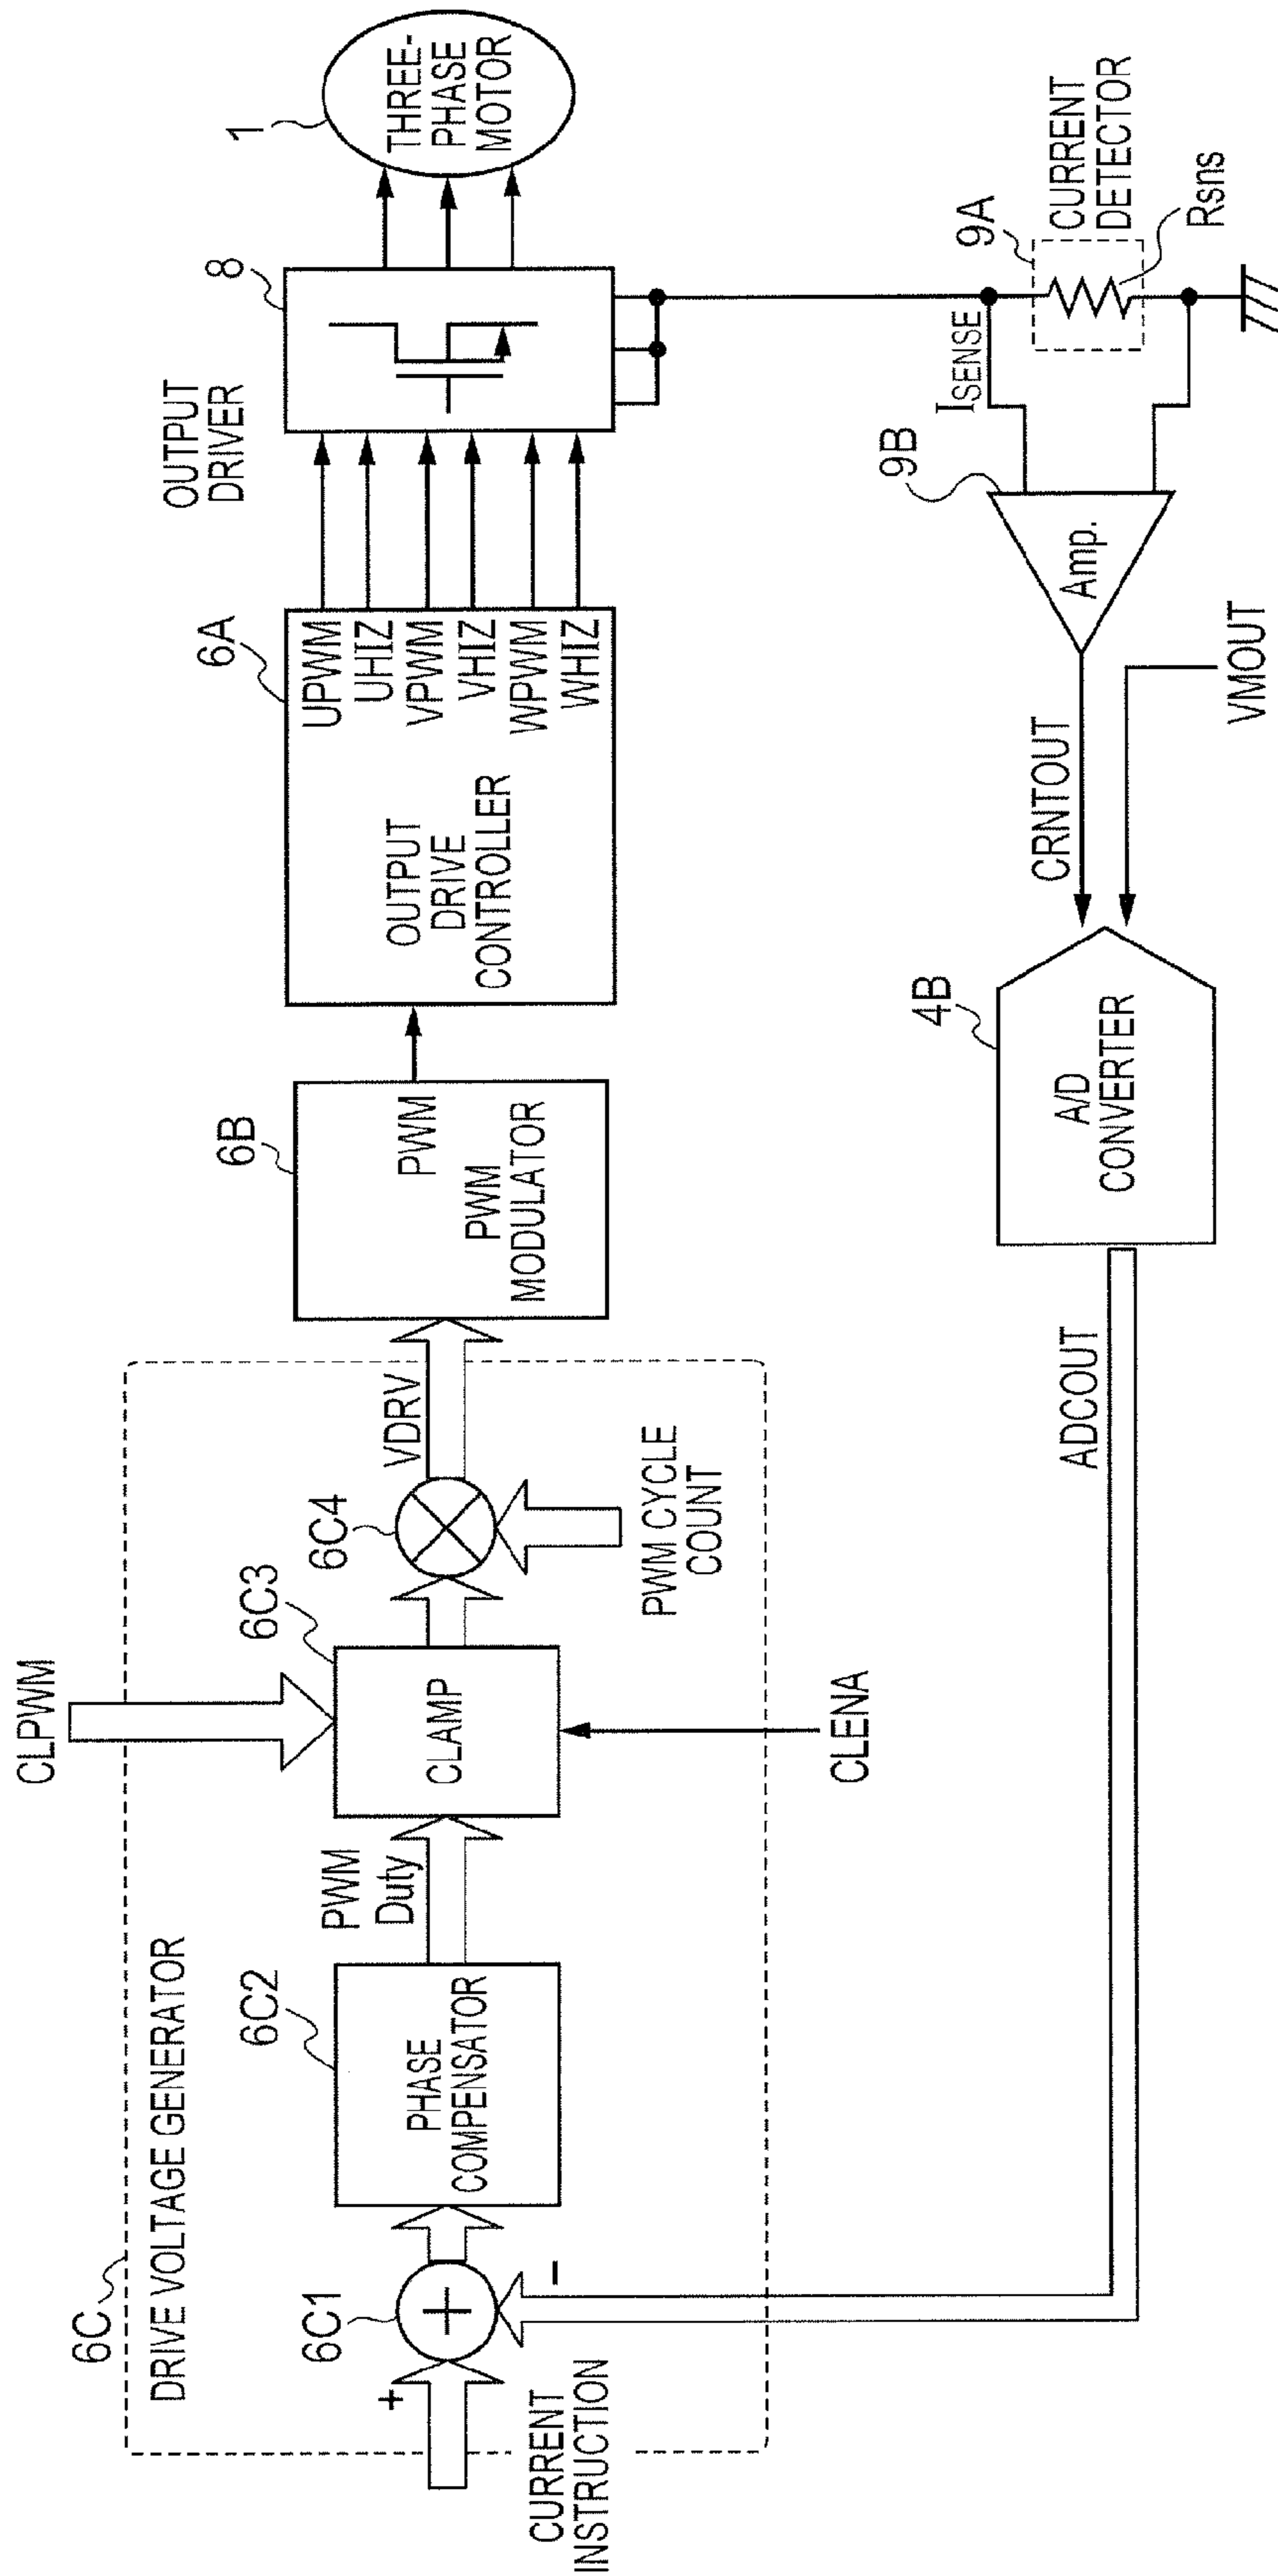 6C
DRIVE VOLTAGE GENERATOR
CURRENT
INSTRUCTION
+
6C1
+
−
6C2
PHASE
COMPENSATOR
PWM
Duty
CLPWM
6C3
CLAMP
CLENA
6C4
PWM CYCLE
COUNT
VDRV
6B
PWM
PWM
MODULATOR
6A
OUTPUT
DRIVE
CONTROLLER
UPWM
UHIZ
VPWM
VHIZ
WPWM
WHIZ
OUTPUT
DRIVER
8
1
THREE-
PHASE
MOTOR
ADCOUT
4B
A/D
CONVERTER
CRNTOUT
VMOUT
9B
Amp.
ISENSE
9A
CURRENT
DETECTOR
Rsns